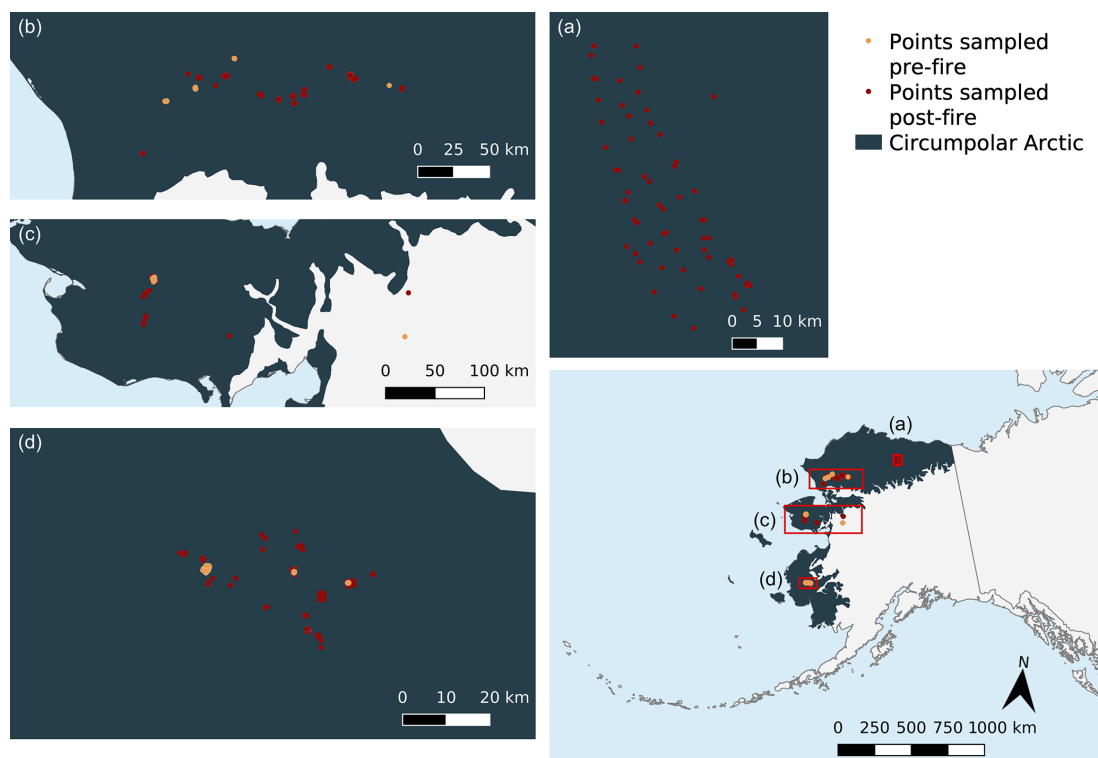 (b)
0 25 50 km
(c)
0 50 100 km
(d)
0 10 20 km
(a)
0 5 10 km
Points sampled
pre-fire
Points sampled
post-fire
Circumpolar Arctic
(a)
(b)
(c)
(d)
N
0 250 500 750 1000 km